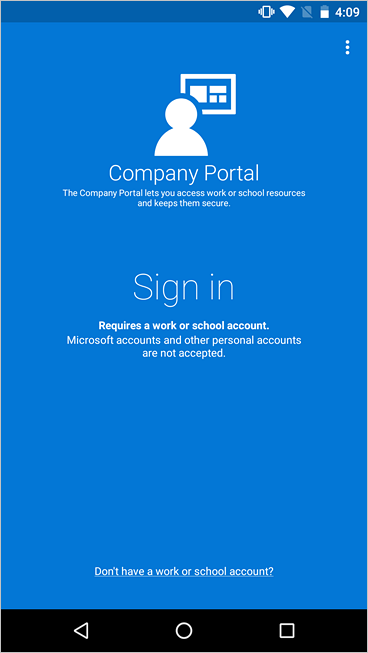 4:09
Company Portal
The Company Portal lets you access work or school resources
and keeps them secure.
Sign in
Requires a work or school account.
Microsoft accounts and other personal accounts
are not accepted.
Don't have a work or school account?